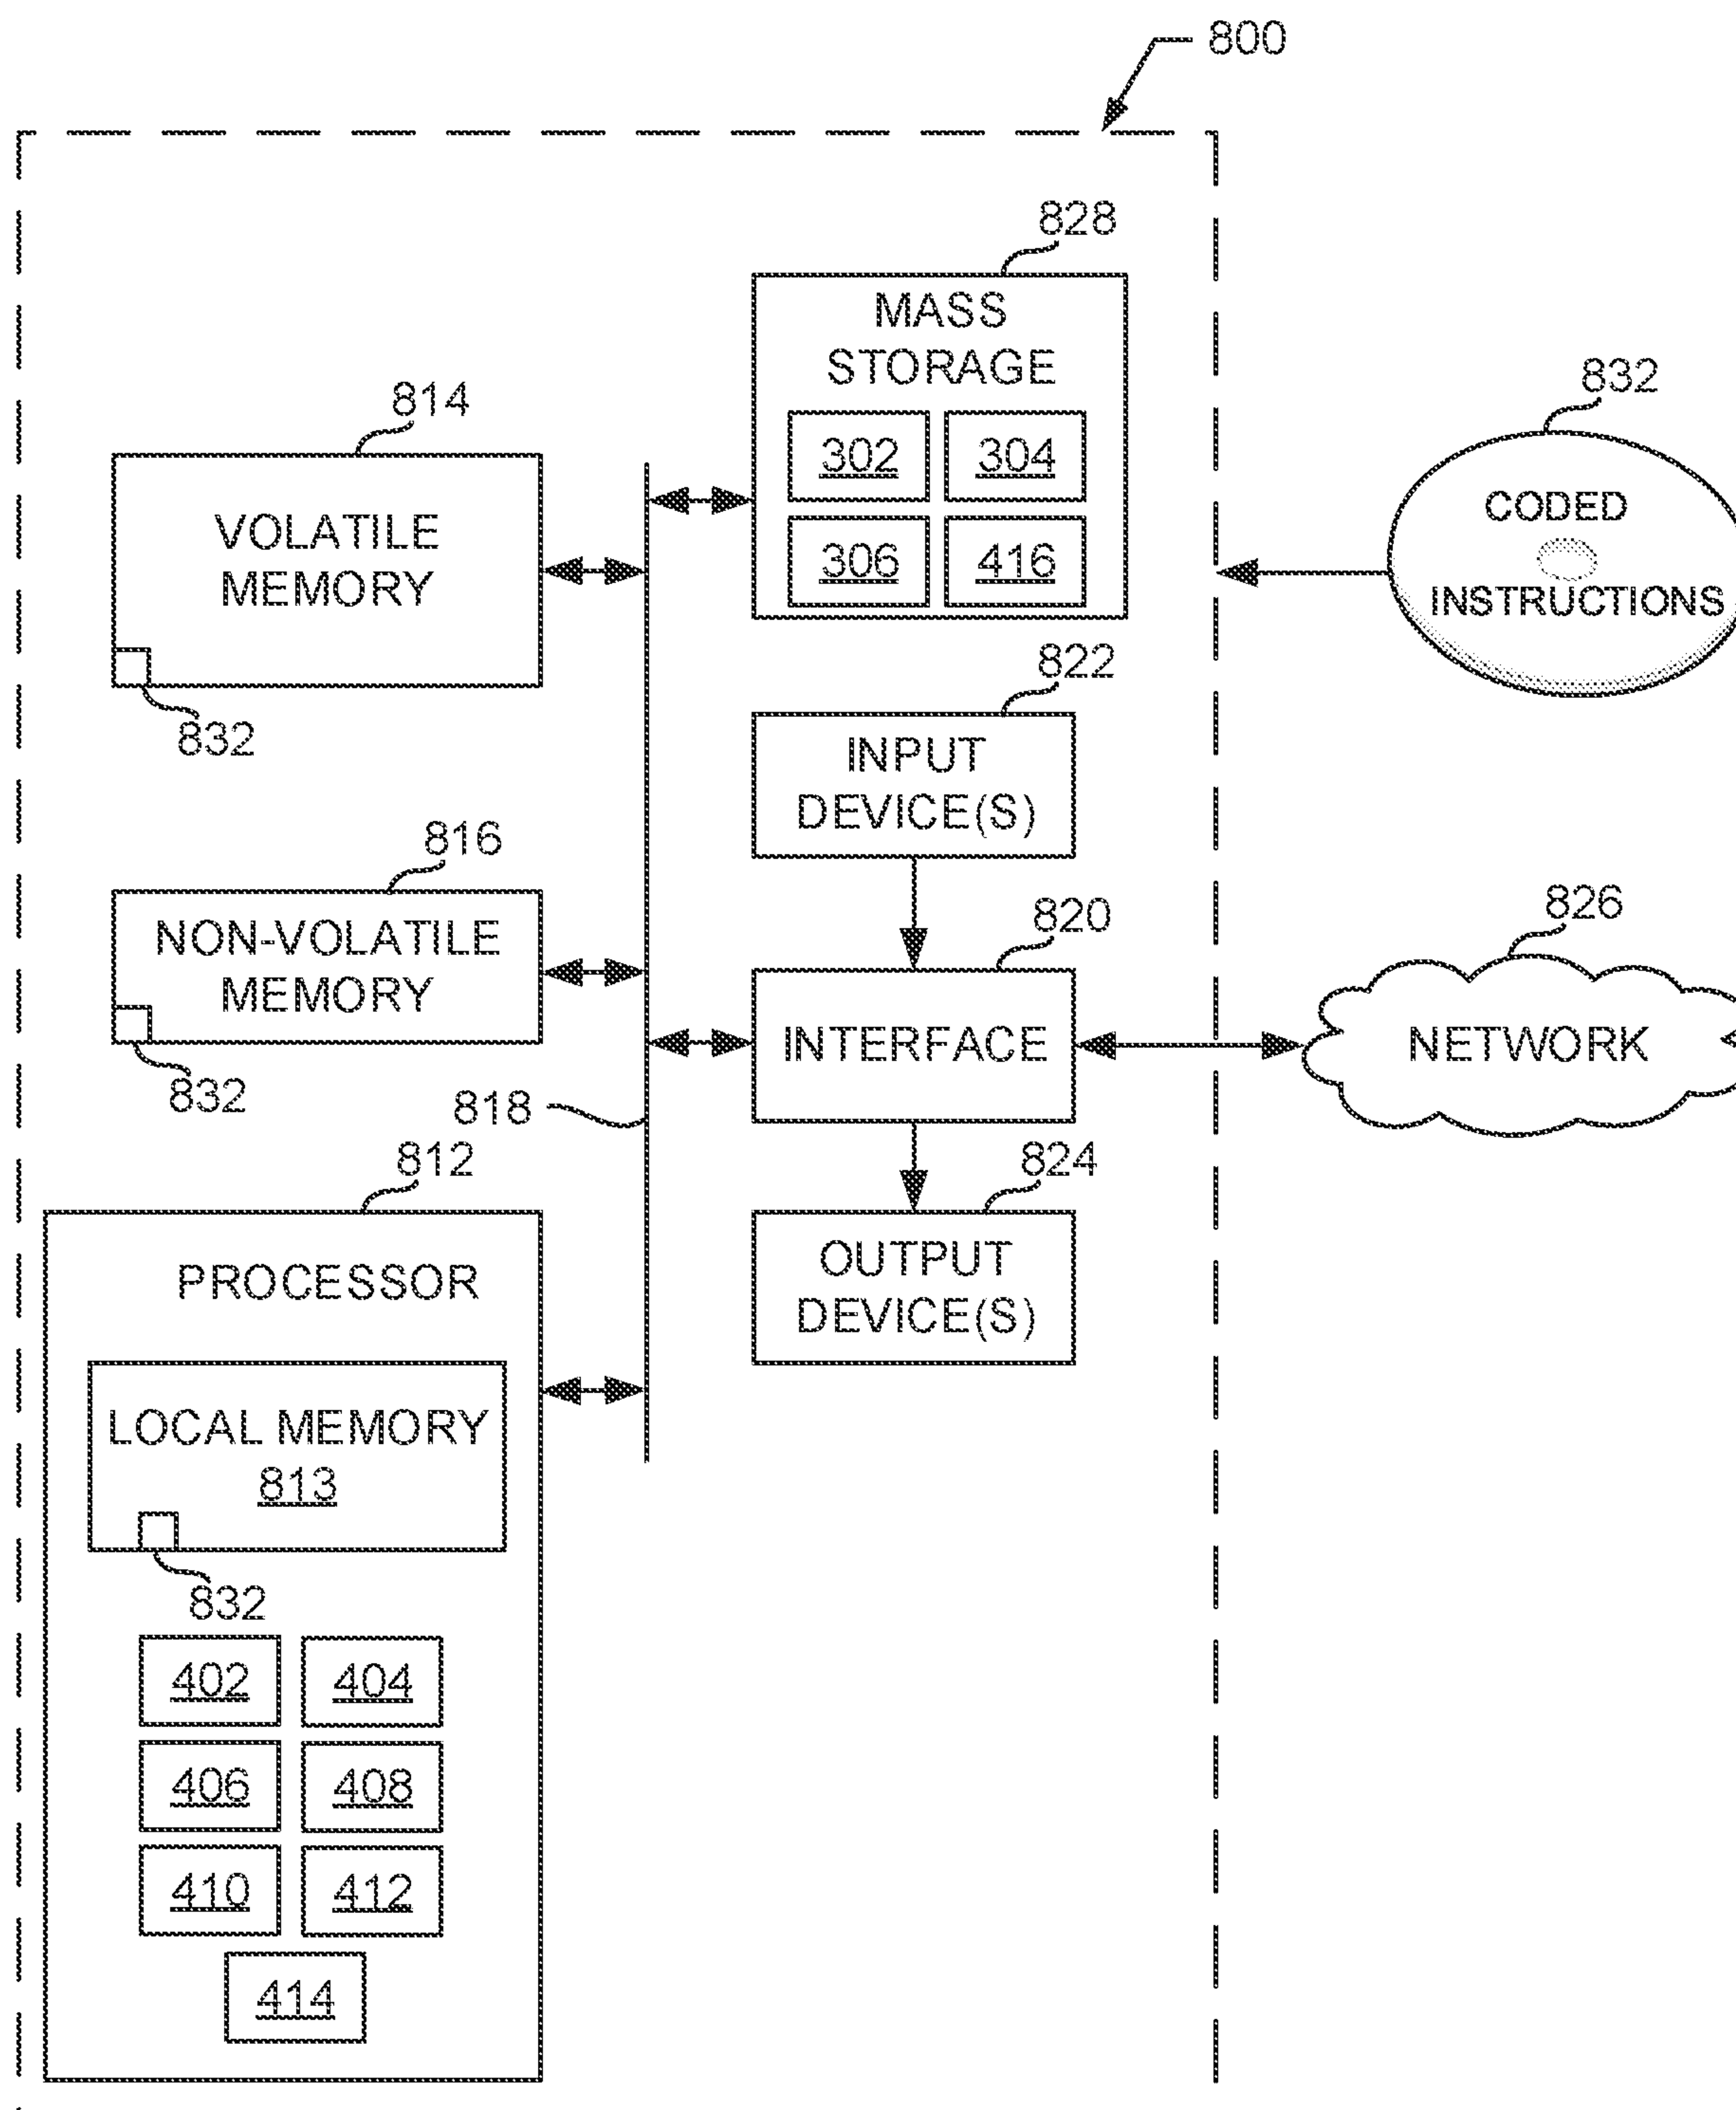 800
828
MASS
STORAGE
302 304
306 416
814
VOLATILE
MEMORY
832
832
CODED
INSTRUCTIONS
822
INPUT
DEVICE(S)
816
NON-VOLATILE
MEMORY
832
820
INTERFACE
826
NETWORK
818
812
PROCESSOR
LOCAL MEMORY
813
832
402 404
406 408
410 412
414
824
OUTPUT
DEVICE(S)